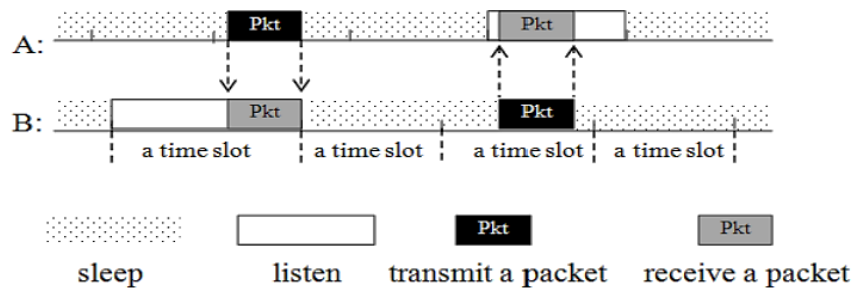 A: Pkt Pkt
B: Pkt Pkt
a time slot a time slot a time slot a time slot
Pkt Pkt
sleep listen transmit a packet receive a packet